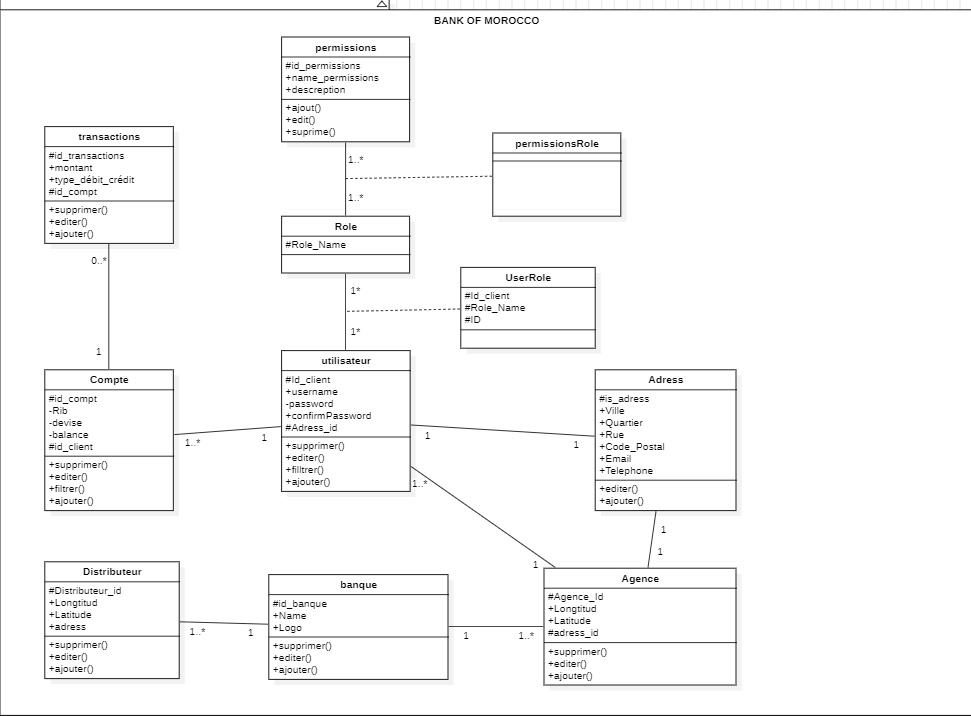 BANK OF MOROCCO
permissions
#id_permissions
+name_permissions
+descreption
+ajout()
+edit()
+suprime()
transactions
#id_transactions
+montant
+type_débit_crédit
#id_compt
+supprimer()
+editer()
+ajouter()
permissionsRole
1..*
1..*
Role
#Role_Name
UserRole
#Id_client
#Role_Name
#ID
0..*
1
1*
1*
utilisateur
#Id_client
+username
-password
+confirmPassword
#Adress_id
+supprimer()
+editer()
+filltrer()
+ajouter()
Compte
#id_compt
-Rib
-devise
-balance
#id_client
+supprimer()
+editer()
+filtrer()
+ajouter()
1..*
1
1
1
Adress
#is_adress
+Ville
+Quartier
+Rue
+Code_Postal
+Email
+Telephone
+editer()
+ajouter()
1..*
1
1
1
Distributeur
#Distributeur_id
+Longtitud
+Latitude
+adress
+supprimer()
+editer()
+ajouter()
1..*
1
banque
#id_banque
+Name
+Logo
+supprimer()
+editer()
+ajouter()
1
1..*
Agence
#Agence_Id
+Longtitud
+Latitude
#adress_id
+supprimer()
+editer()
+ajouter()